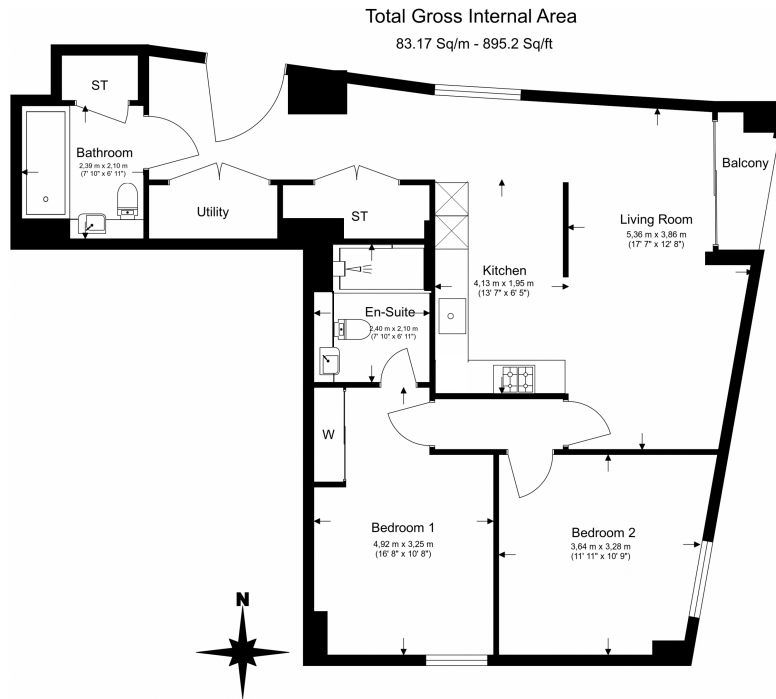 Total Gross Internal Area
83.17 Sq/m - 895.2 Sq/ft
ST
Bathroom
2,39 m x 2,10 m
(7' 10" x 6' 11")
Utility
ST
Balcony
Living Room
5,36 m x 3,86 m
(17' 7" x 12' 8")
Kitchen
4,13 m x 1,95 m
(13' 7" x 6' 5")
En-Suite
2,40 m x 2,10 m
(7' 10" x 6' 11")
W
Bedroom 1
4,92 m x 3,25 m
(16' 8" x 10' 8")
Bedroom 2
3,64 m x 3,28 m
(11' 11" x 10' 9")
N